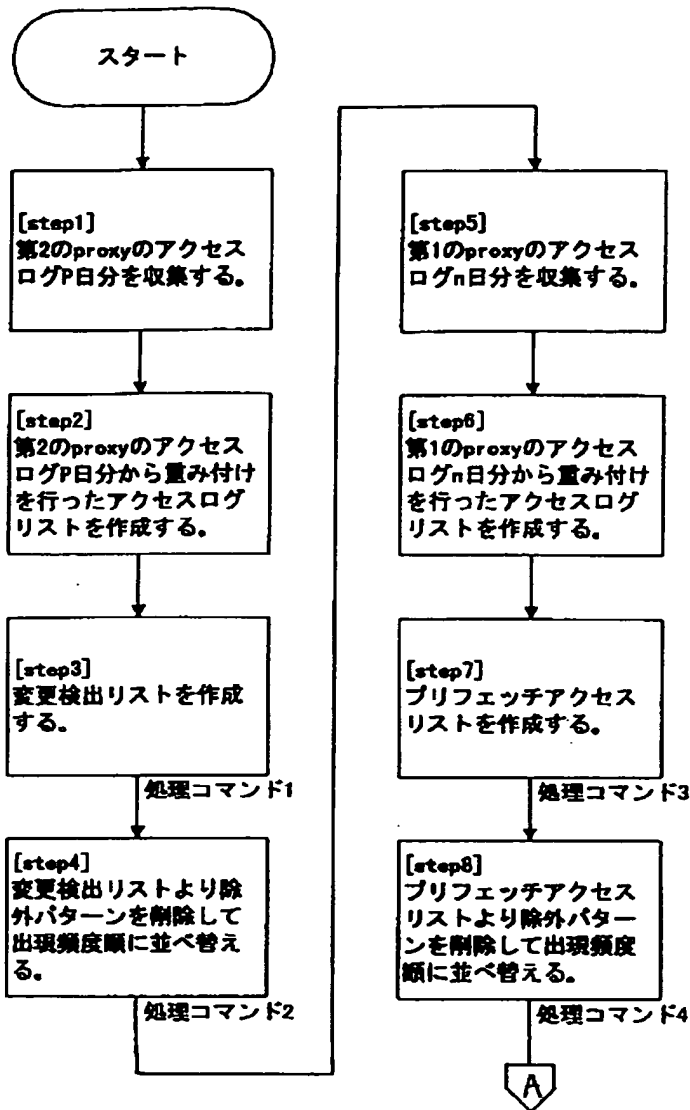 スタート
[step1]
第2のproxyのアクセス
ログP日分を収集する。
[step2]
第2のproxyのアクセス
ログP日分から重み付け
を行ったアクセスログ
リストを作成する。
[step3]
変更検出リストを作成
する。
処理コマンド1
[step4]
変更検出リストより除
外パターンを削除して
出現頻度順に並べ替え
る。
処理コマンド2
[step5]
第1のproxyのアクセス
ログn日分を収集する。
[step6]
第1のproxyのアクセス
ログn日分から重み付け
を行ったアクセスログ
リストを作成する。
[step7]
プリフェッチアクセス
リストを作成する。
処理コマンド3
[step8]
プリフェッチアクセス
リストより除外パター
ンを削除して出現頻度
順に並べ替える。
処理コマンド4
A